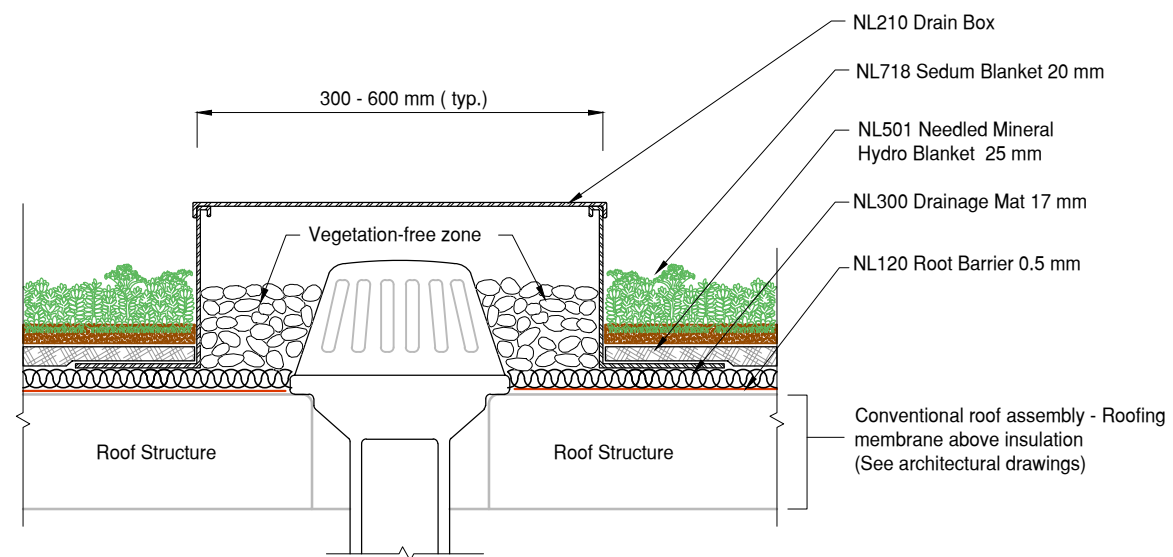 NL210 Drain Box
NL718 Sedum Blanket 20 mm
300 - 600 mm ( typ.)
NL501 Needled Mineral
Hydro Blanket  25 mm
NL300 Drainage Mat 17 mm
Vegetation-free zone
NL120 Root Barrier 0.5 mm
Conventional roof assembly - Roofing
membrane above insulation
(See architectural drawings)
Roof Structure
Roof Structure